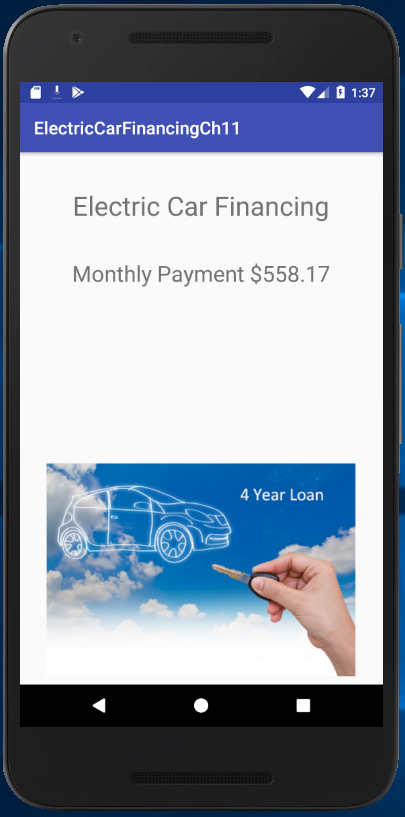 1:37
ElectricCarFinancingCh11
Electric Car Financing
Monthly Payment $558.17
4 Year Loan